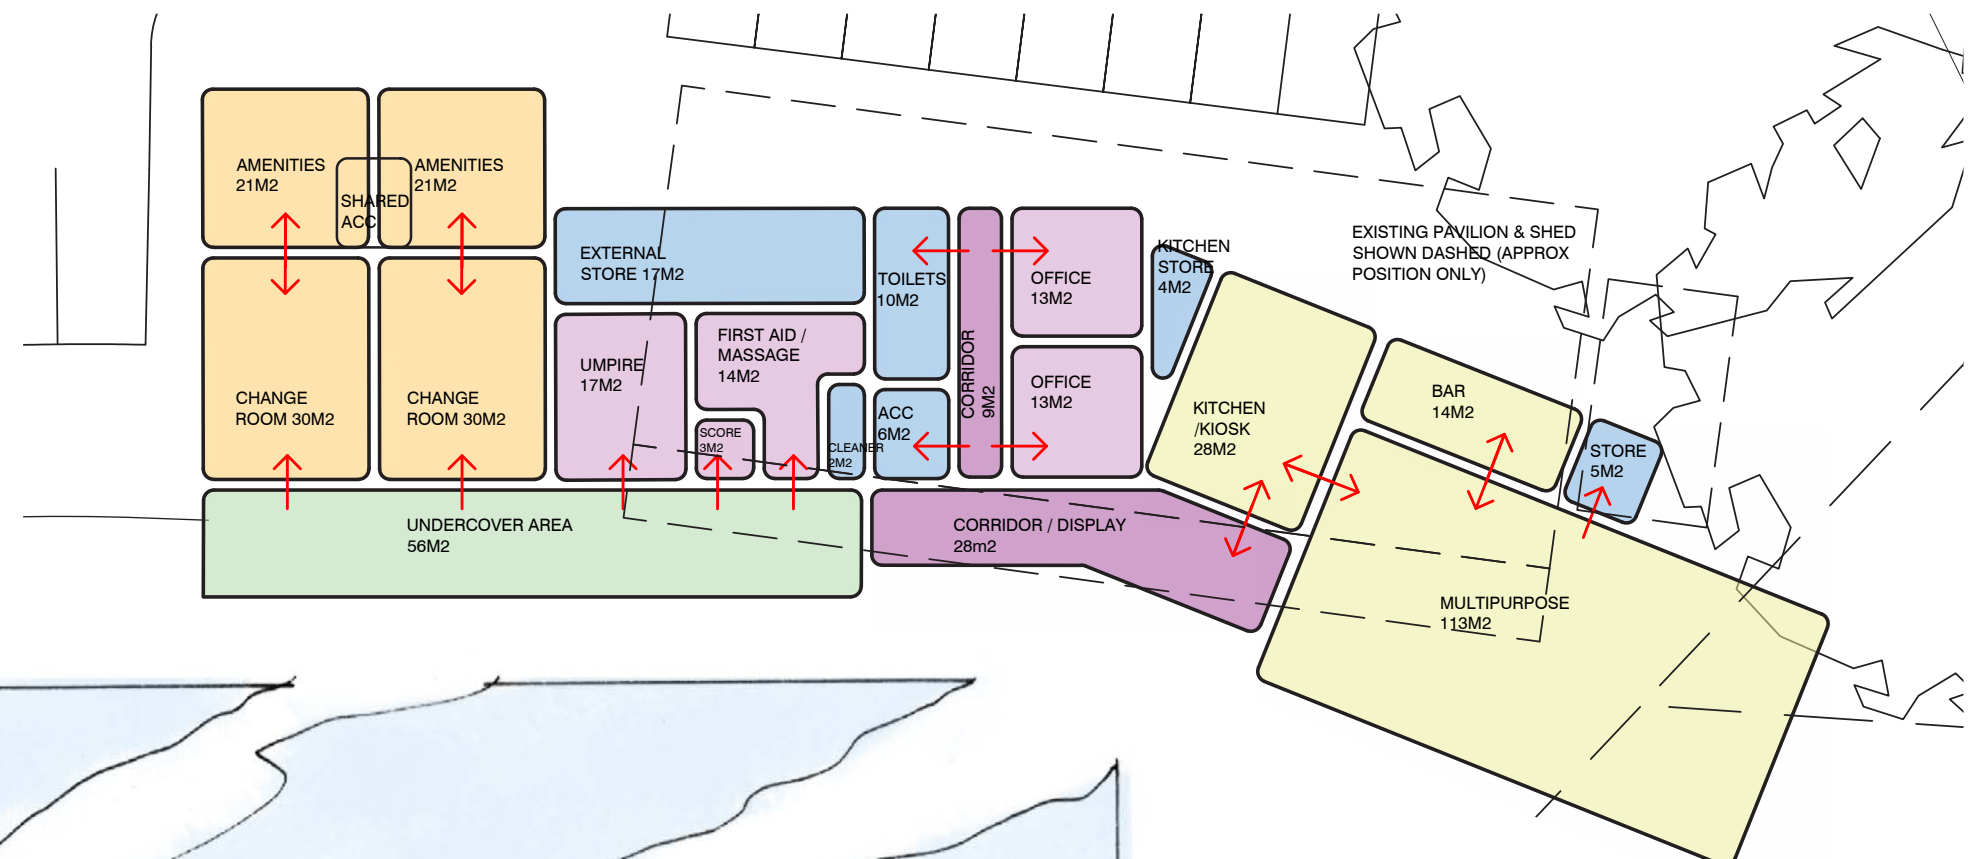 AMENITIES
21M2
AMENITIES
21M2
SHARED
ACC
CHANGE
ROOM 30M2
CHANGE
ROOM 30M2
EXTERNAL
STORE 17M2
UMPIRE
17M2
FIRST AID /
MASSAGE
14M2
SCORE
3M2
CLEANER
2M2
TOILETS
10M2
ACC
6M2
CORRIDOR
9M2
OFFICE
13M2
OFFICE
13M2
KITCHEN
STORE
4M2
KITCHEN
/KIOSK
28M2
EXISTING PAVILION & SHED
SHOWN DASHED (APPROX
POSITION ONLY)
BAR
14M2
STORE
5M2
UNDERCOVER AREA
56M2
CORRIDOR / DISPLAY
28m2
MULTIPURPOSE
113M2